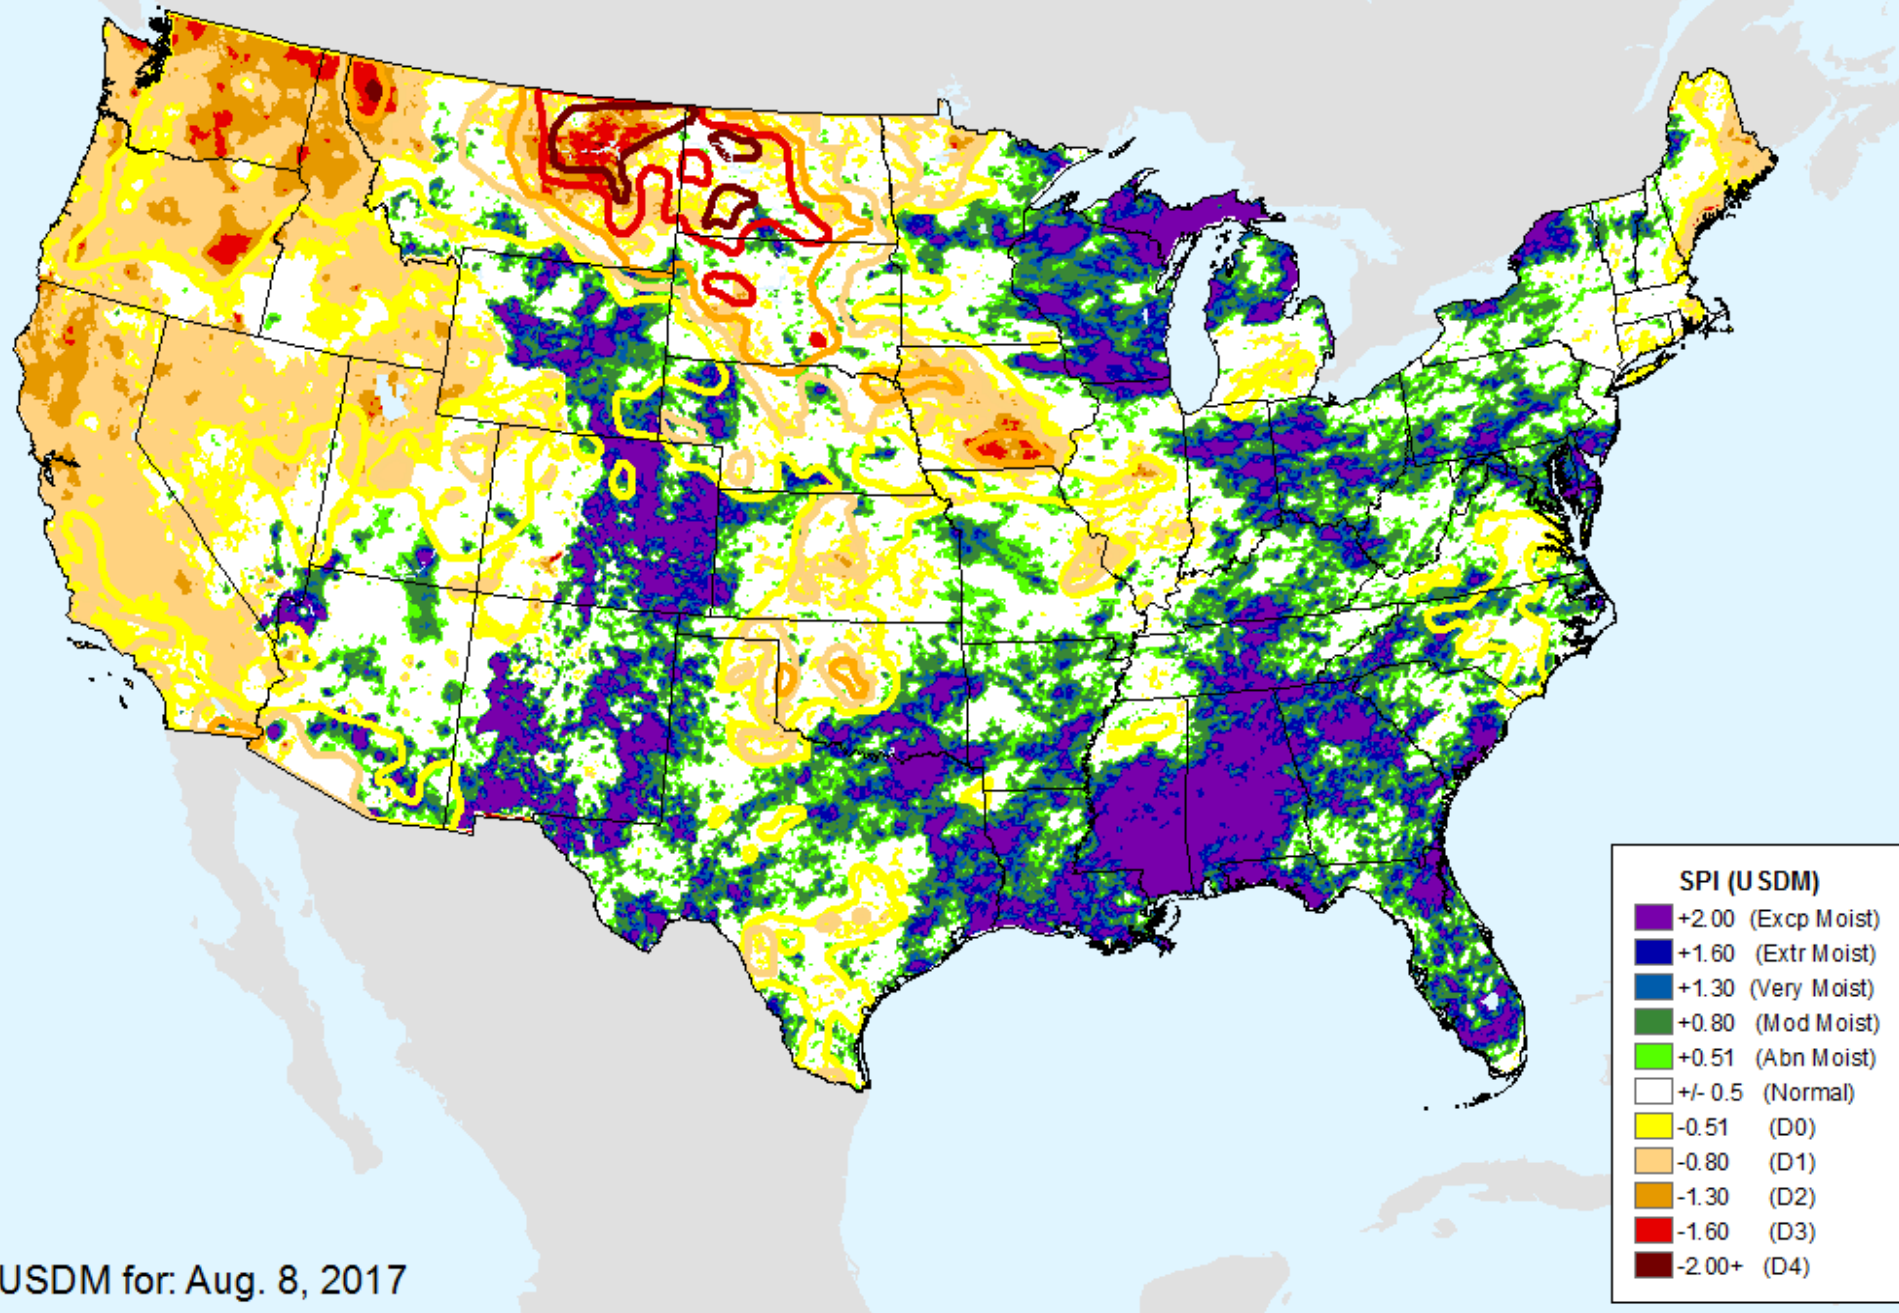 SPI (USDM)
+2.00 (Excp Moist)
+1.60 (Extr Moist)
+1.30 (Very Moist)
+0.80 (Mod Moist)
+0.51 (Abn Moist)
+/- 0.5 (Normal)
-0.51 (D0)
-0.80 (D1)
-1.30 (D2)
-1.60 (D3)
-2.00+ (D4)
USDM for: Aug. 8, 2017